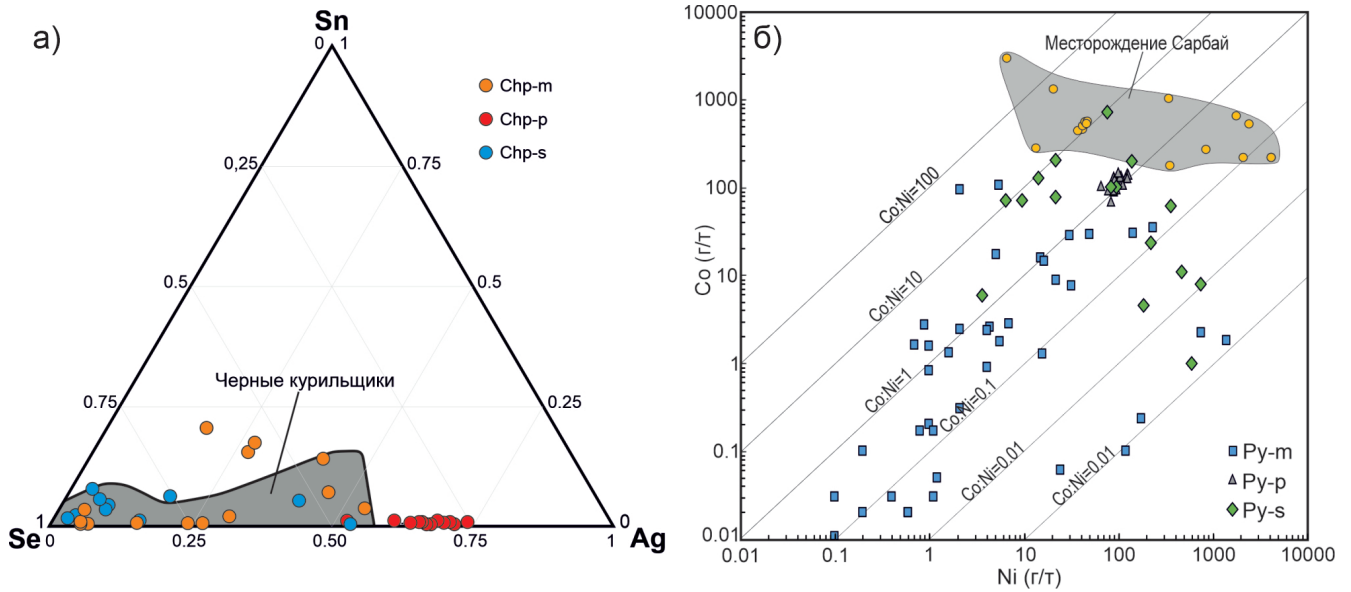 а)
Sn
0 1
0,25
0.75
0.5
0,5
0.75
0.25
1
0
Se
0
0.25
0.50
0.75
1
Ag
Chp-m
Chp-p
Chp-s
Черные курильщики
б)
10000
1000
100
10
1
0.1
0.01
Co (г/т)
0.01
0.1
1
10
100
1000
10000
Ni (г/т)
Месторождение Сарбай
Co:Ni=100
Co:Ni=10
Co:Ni=1
Co:Ni=0.1
Co:Ni=0.01
Co:Ni=0.01
Py-m
Py-p
Py-s